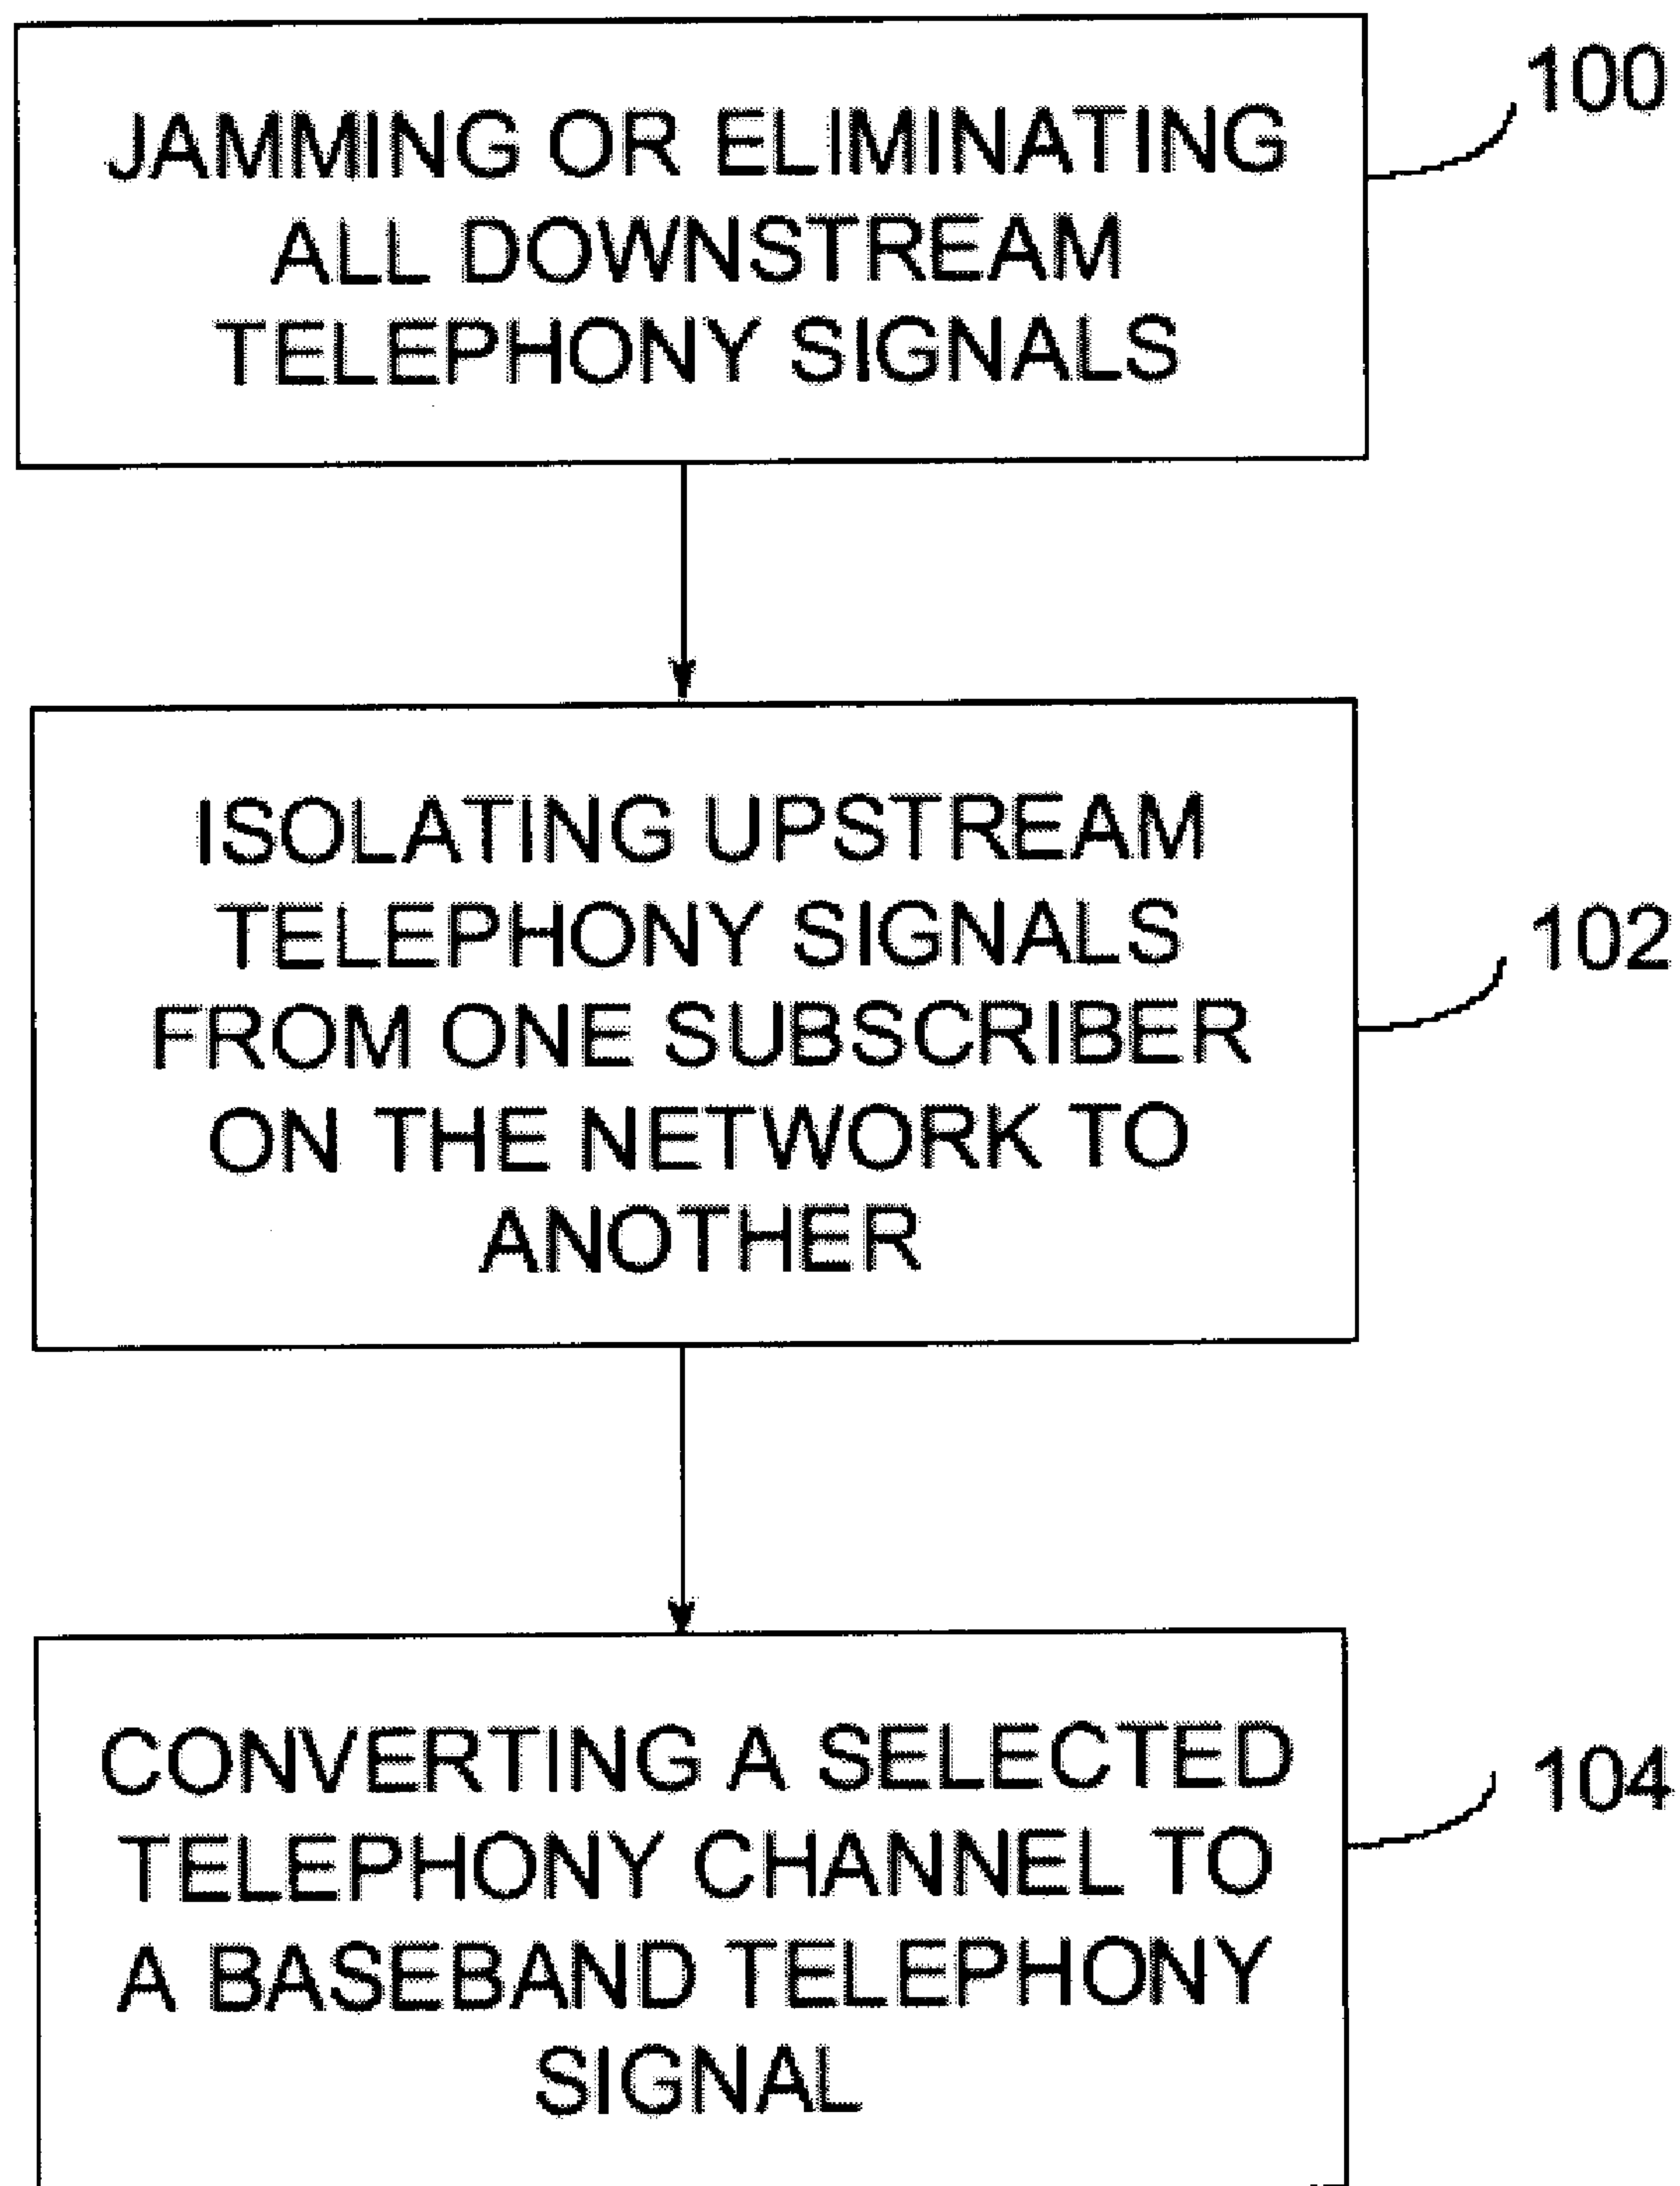 JAMMING OR ELIMINATING
ALL DOWNSTREAM
TELEPHONY SIGNALS
100
ISOLATING UPSTREAM
TELEPHONY SIGNALS
FROM ONE SUBSCRIBER
ON THE NETWORK TO
ANOTHER
102
CONVERTING A SELECTED
TELEPHONY CHANNEL TO
A BASEBAND TELEPHONY
SIGNAL
104